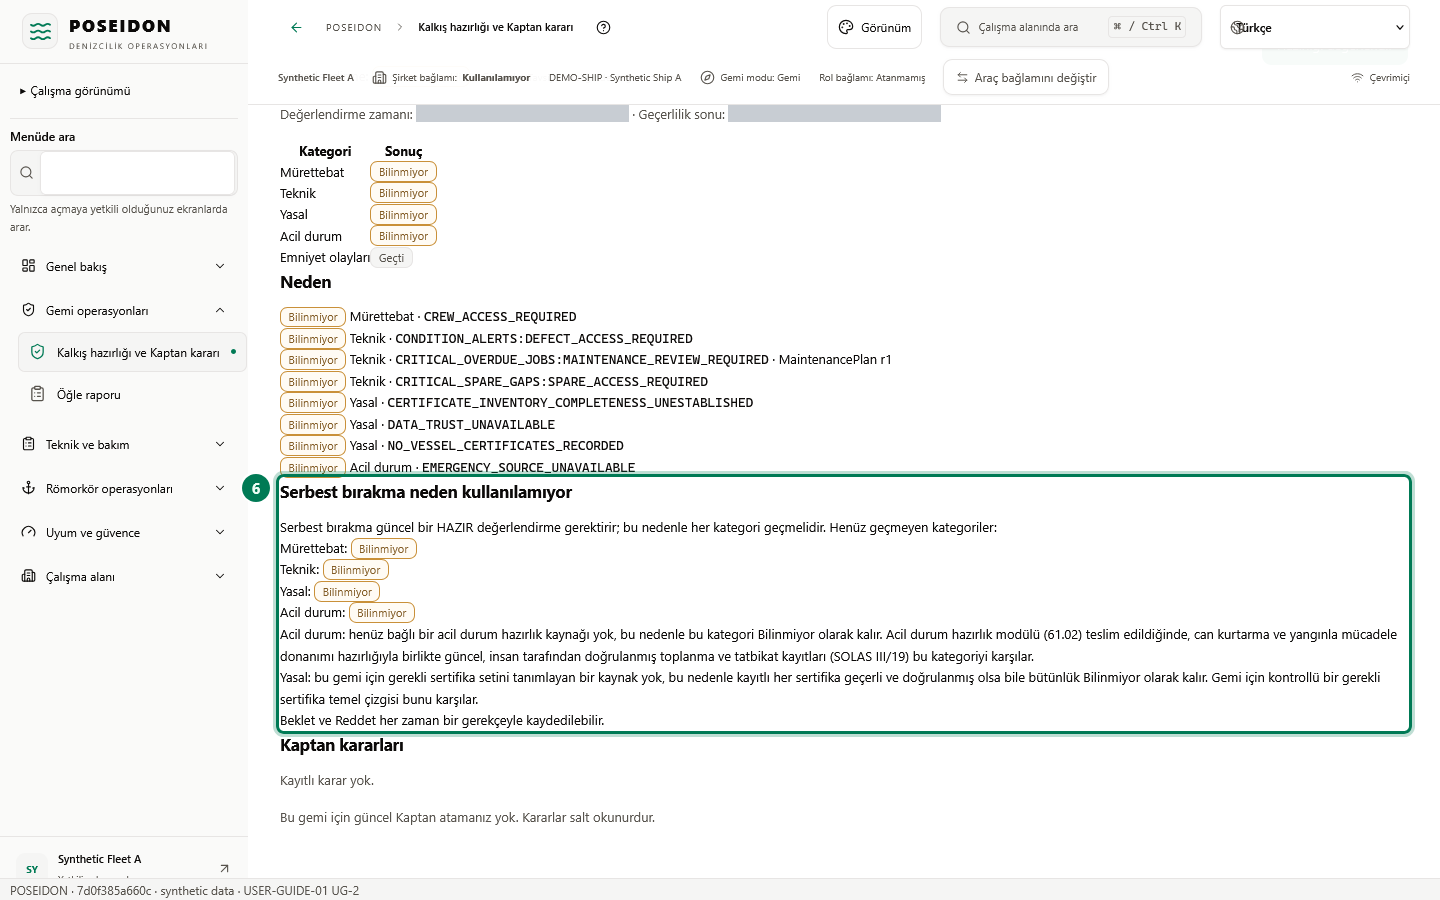 POSEIDON
DENİZCİLİK OPERASYONLARI
Çalışma görünümü
Menüde ara
Yalnızca açmaya yetkili olduğunuz ekranlarda
arar.
Genel bakış
Gemi operasyonları
Kalkış hazırlığı ve Kaptan kararı
Öğle raporu
Teknik ve bakım
Römorkör operasyonları
Uyum ve güvence
Çalışma alanı
SY
Synthetic Fleet A
POSEIDON
Kalkış hazırlığı ve Kaptan kararı
Görünüm
Çalışma alanında ara
⌘ / Ctrl K
Türkçe
Synthetic Fleet A
Şirket bağlamı: Kullanılamıyor
DEMO-SHIP · Synthetic Ship A
Gemi modu: Gemi
Rol bağlamı: Atanmamış
Araç bağlamını değiştir
Çevrimiçi
Değerlendirme zamanı: · Geçerlilik sonu:
Kategori Sonuç
Mürettebat Bilinmiyor
Teknik Bilinmiyor
Yasal Bilinmiyor
Acil durum Bilinmiyor
Emniyet olayları Geçti
Neden
Bilinmiyor Mürettebat · CREW_ACCESS_REQUIRED
Bilinmiyor Teknik · CONDITION_ALERTS:DEFECT_ACCESS_REQUIRED
Bilinmiyor Teknik · CRITICAL_OVERDUE_JOBS:MAINTENANCE_REVIEW_REQUIRED · MaintenancePlan r1
Bilinmiyor Teknik · CRITICAL_SPARE_GAPS:SPARE_ACCESS_REQUIRED
Bilinmiyor Yasal · CERTIFICATE_INVENTORY_COMPLETENESS_UNESTABLISHED
Bilinmiyor Yasal · DATA_TRUST_UNAVAILABLE
Bilinmiyor Yasal · NO_VESSEL_CERTIFICATES_RECORDED
Bilinmiyor Acil durum · EMERGENCY_SOURCE_UNAVAILABLE
6
Serbest bırakma neden kullanılamıyor
Serbest bırakma güncel bir HAZIR değerlendirme gerektirir; bu nedenle her kategori geçmelidir. Henüz geçmeyen kategoriler:
Mürettebat: Bilinmiyor
Teknik: Bilinmiyor
Yasal: Bilinmiyor
Acil durum: Bilinmiyor
Acil durum: henüz bağlı bir acil durum hazırlık kaynağı yok, bu nedenle bu kategori Bilinmiyor olarak kalır. Acil durum hazırlık modülü (61.02) teslim edildiğinde, can kurtarma ve yangınla mücadele
donanımı hazırlığıyla birlikte güncel, insan tarafından doğrulanmış toplanma ve tatbikat kayıtları (SOLAS III/19) bu kategoriyi karşılar.
Yasal: bu gemi için gerekli sertifika setini tanımlayan bir kaynak yok, bu nedenle kayıtlı her sertifika geçerli ve doğrulanmış olsa bile bütünlük Bilinmiyor olarak kalır. Gemi için kontrollü bir gerekli
sertifika temel çizgisi bunu karşılar.
Beklet ve Reddet her zaman bir gerekçeyle kaydedilebilir.
Kaptan kararları
Kayıtlı karar yok.
Bu gemi için güncel Kaptan atamanız yok. Kararlar salt okunurdur.
POSEIDON · 7d0f385a660c · synthetic data · USER-GUIDE-01 UG-2